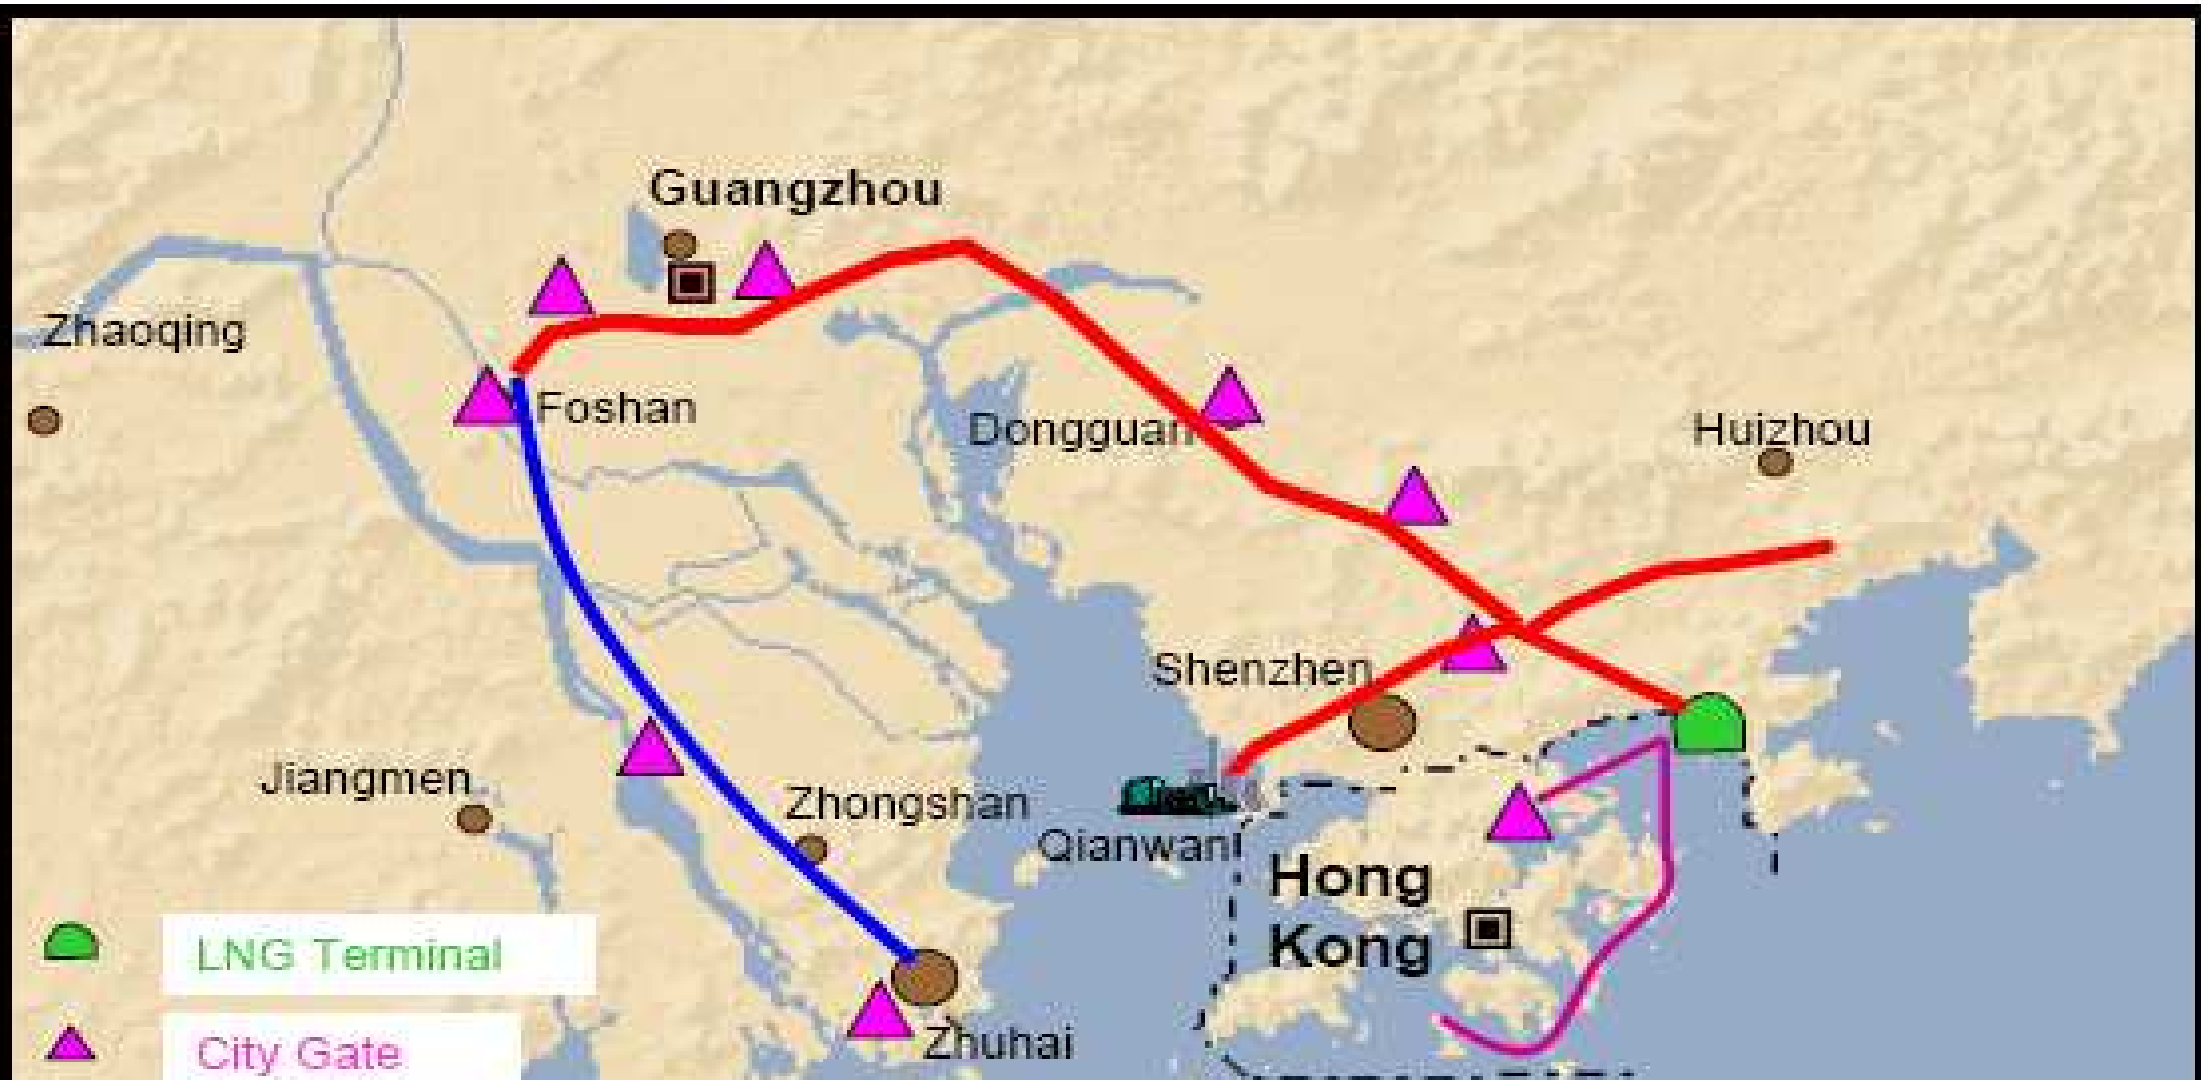 Guangzhou
Zhaoqing
Foshan
Dongguan
Huizhou
Shenzhen
Jiangmen
Zhongshan
Qianwan
Hong
Kong
LNG Terminal
Zhuhai
City Gate